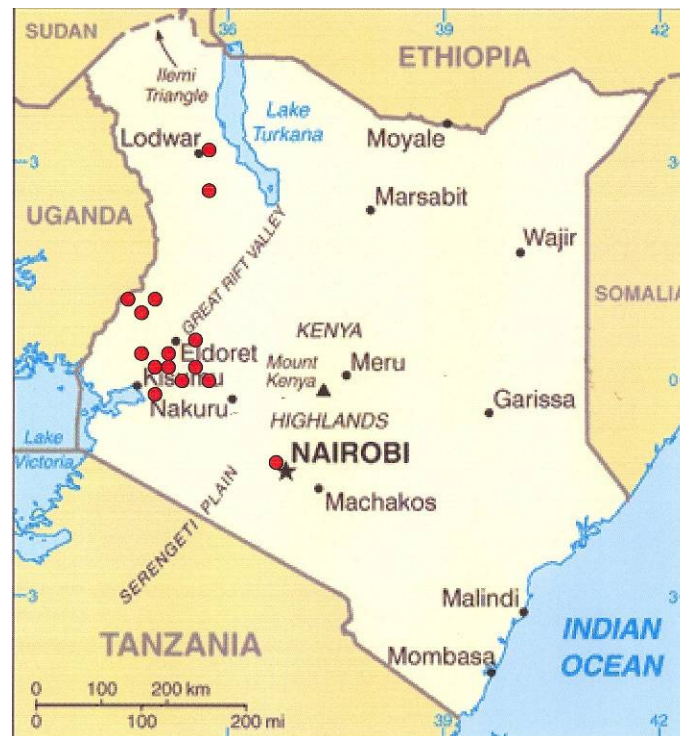 36
39
42
SUDAN
ETHIOPIA
Ilemi
Triangle
Lake
Turkana
Lodwar
Moyale
3
3
UGANDA
Marsabit
Wajir
GREAT RIFT VALLEY
SOMALIA
KENYA
Eldoret
Mount
Kenya
Meru
Kisumu
0
Nakuru
HIGHLANDS
Garissa
Lake
Victoria
NAIROBI
Machakos
SERENGETI PLAIN
3
3
Malindi
TANZANIA
INDIAN
OCEAN
Mombasa
0 100 200 km
0 100 200 mi
39
42